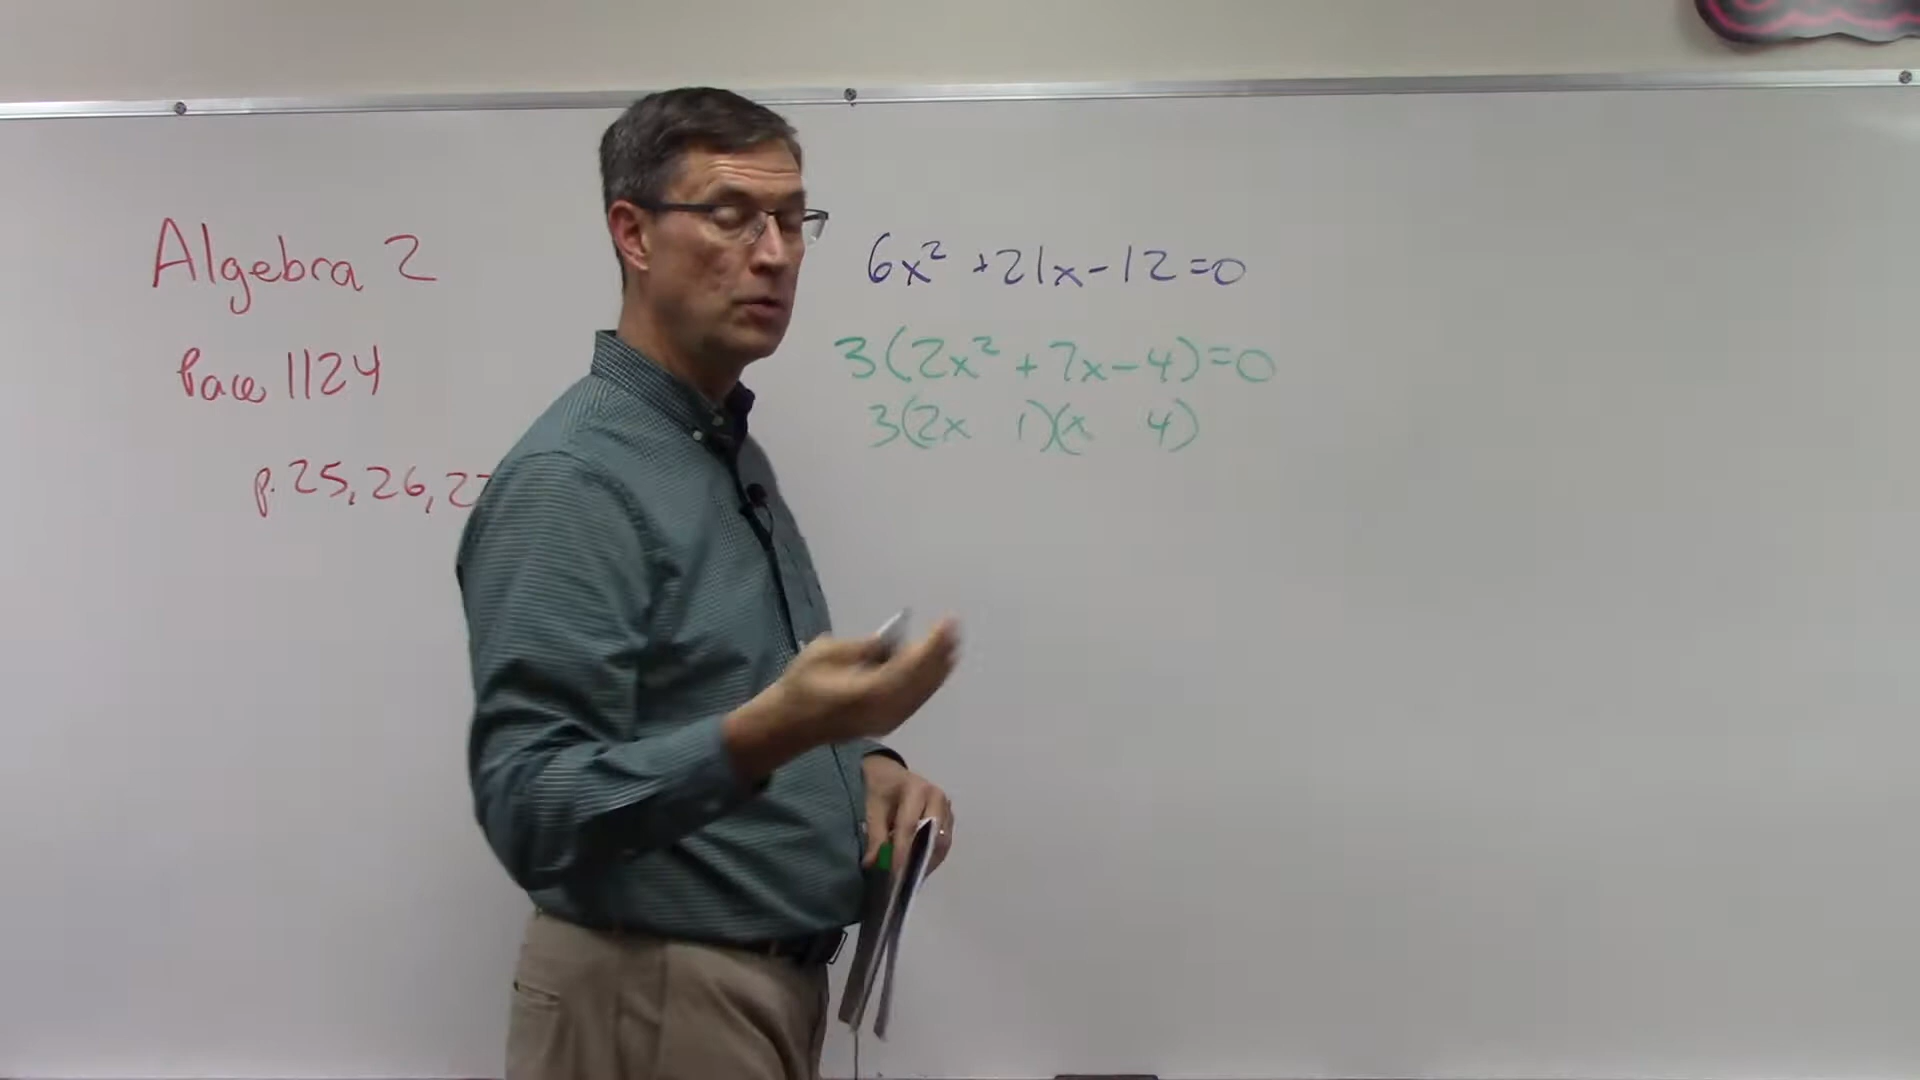 Algebra 2
Pace 1124
p. 25, 26, 27
6x² +21x-12=0
3(2x² +7x-4)=0
3(2x 1)(x 4)